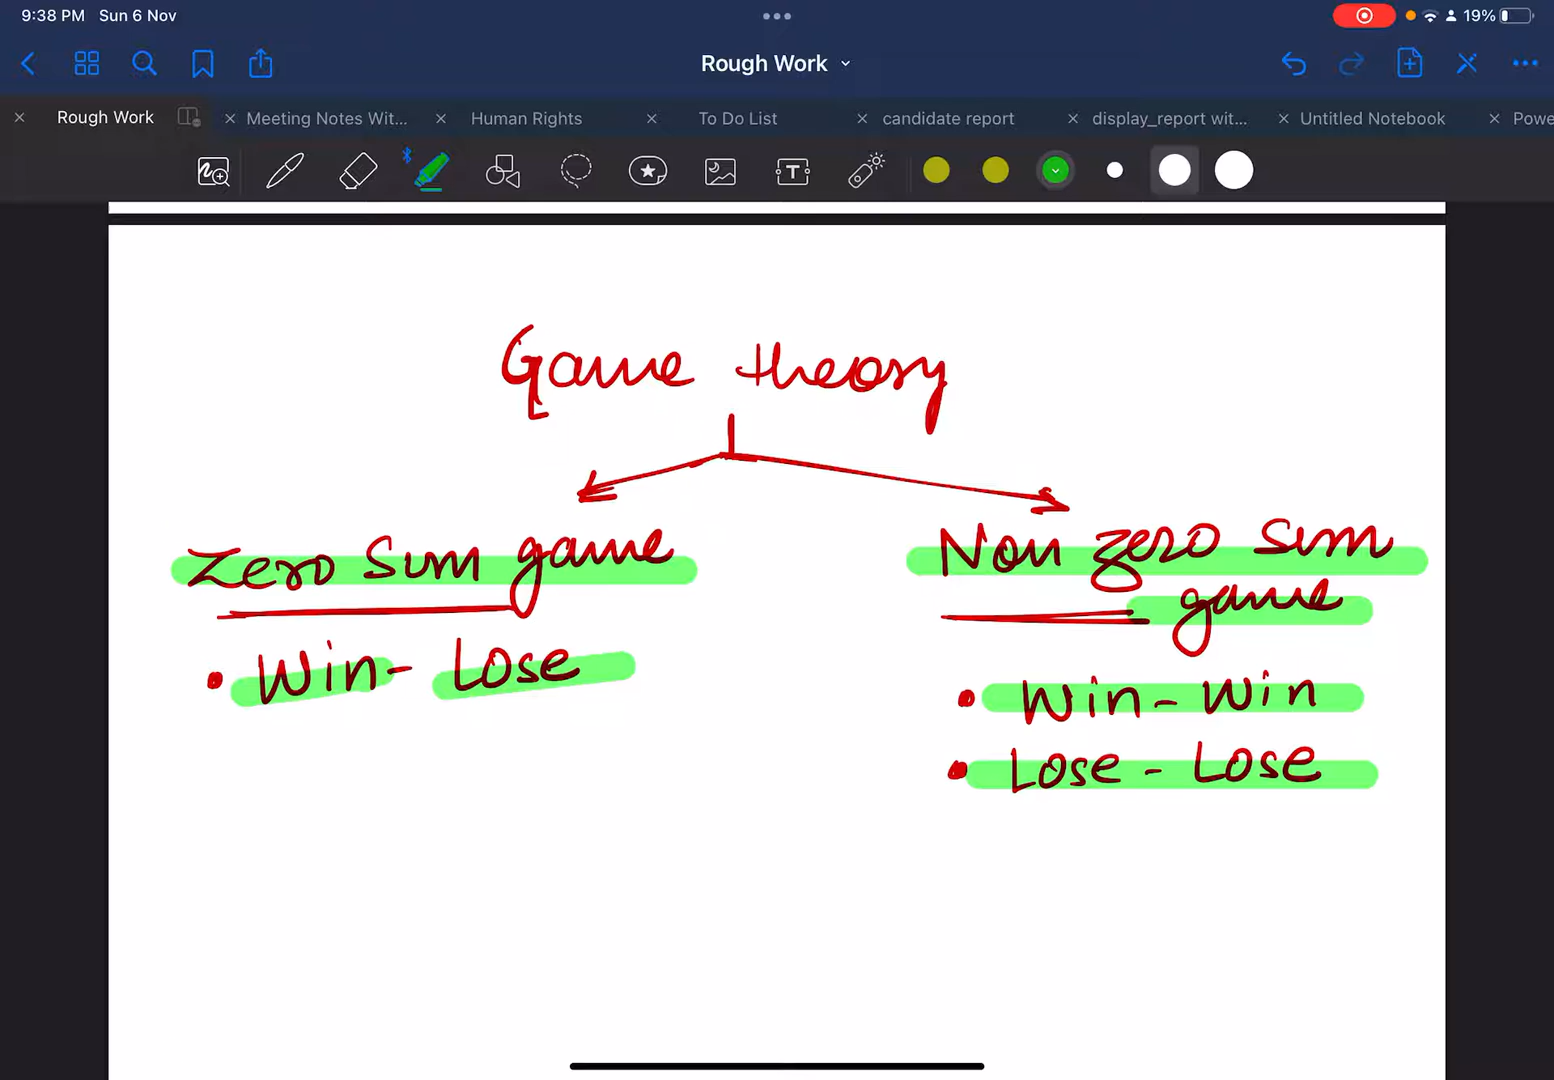 9:38 PM Sun 6 Nov
19%
Rough Work
Rough Work
Meeting Notes Wit...
Human Rights
To Do List
candidate report
display_report wit...
Untitled Notebook
Powe
Game theory
Zero Sum game
Non zero sum
game
• Win- Lose
• Win - Win
• Lose - Lose